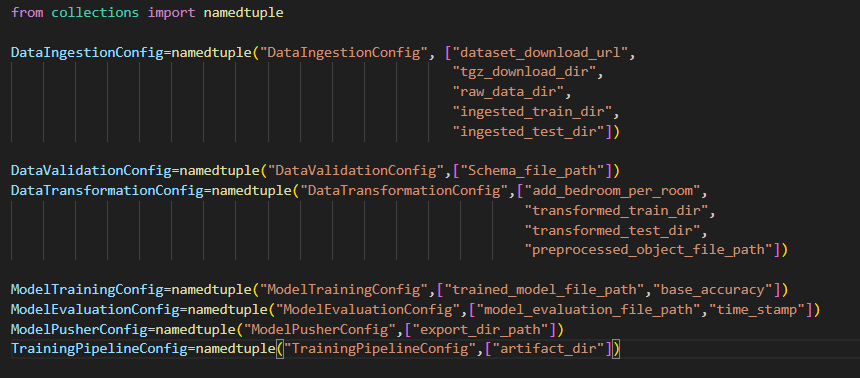 from collections import namedtuple
DataIngestionConfig=namedtuple("DataIngestionConfig", ["dataset_download_url",
"tgz_download_dir",
"raw_data_dir",
"ingested_train_dir",
"ingested_test_dir"])
DataValidationConfig=namedtuple("DataValidationConfig",["Schema_file_path"])
DataTransformationConfig=namedtuple("DataTransformationConfig",["add_bedroom_per_room",
"transformed_train_dir",
"transformed_test_dir",
"preprocessed_object_file_path"])
ModelTrainingConfig=namedtuple("ModelTrainingConfig",["trained_model_file_path","base_accuracy"])
ModelEvaluationConfig=namedtuple("ModelEvaluationConfig",["model_evaluation_file_path","time_stamp"])
ModelPusherConfig=namedtuple("ModelPusherConfig",["export_dir_path"])
TrainingPipelineConfig=namedtuple("TrainingPipelineConfig",["artifact_dir"])